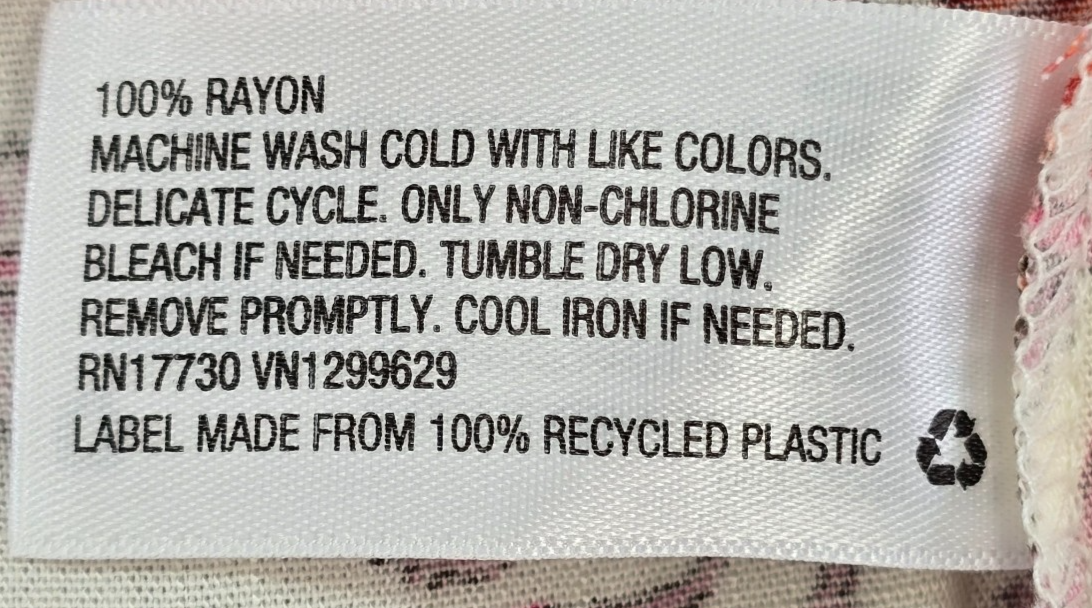 100% RAYON
MACHINE WASH COLD WITH LIKE COLORS.
DELICATE CYCLE. ONLY NON-CHLORINE
BLEACH IF NEEDED. TUMBLE DRY LOW.
REMOVE PROMPTLY. COOL IRON IF NEEDED.
RN17730 VN1299629
LABEL MADE FROM 100% RECYCLED PLASTIC